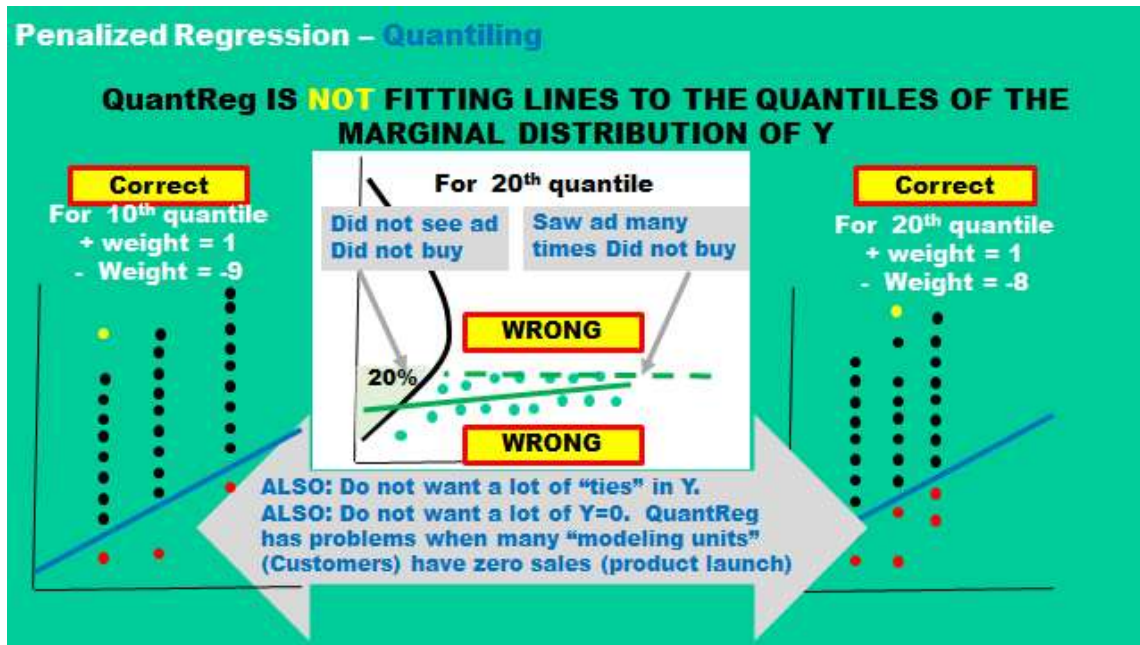 Penalized Regression – Quantiling
QuantReg IS NOT FITTING LINES TO THE QUANTILES OF THE
MARGINAL DISTRIBUTION OF Y
Correct
For 10th quantile
+ weight = 1
- Weight = -9
For 20th quantile
Did not see ad
Did not buy
Saw ad many
times Did not buy
WRONG
20%
WRONG
Correct
For 20th quantile
+ weight = 1
- Weight = -8
ALSO: Do not want a lot of “ties” in Y.
ALSO: Do not want a lot of Y=0. QuantReg
has problems when many “modeling units”
(Customers) have zero sales (product launch)